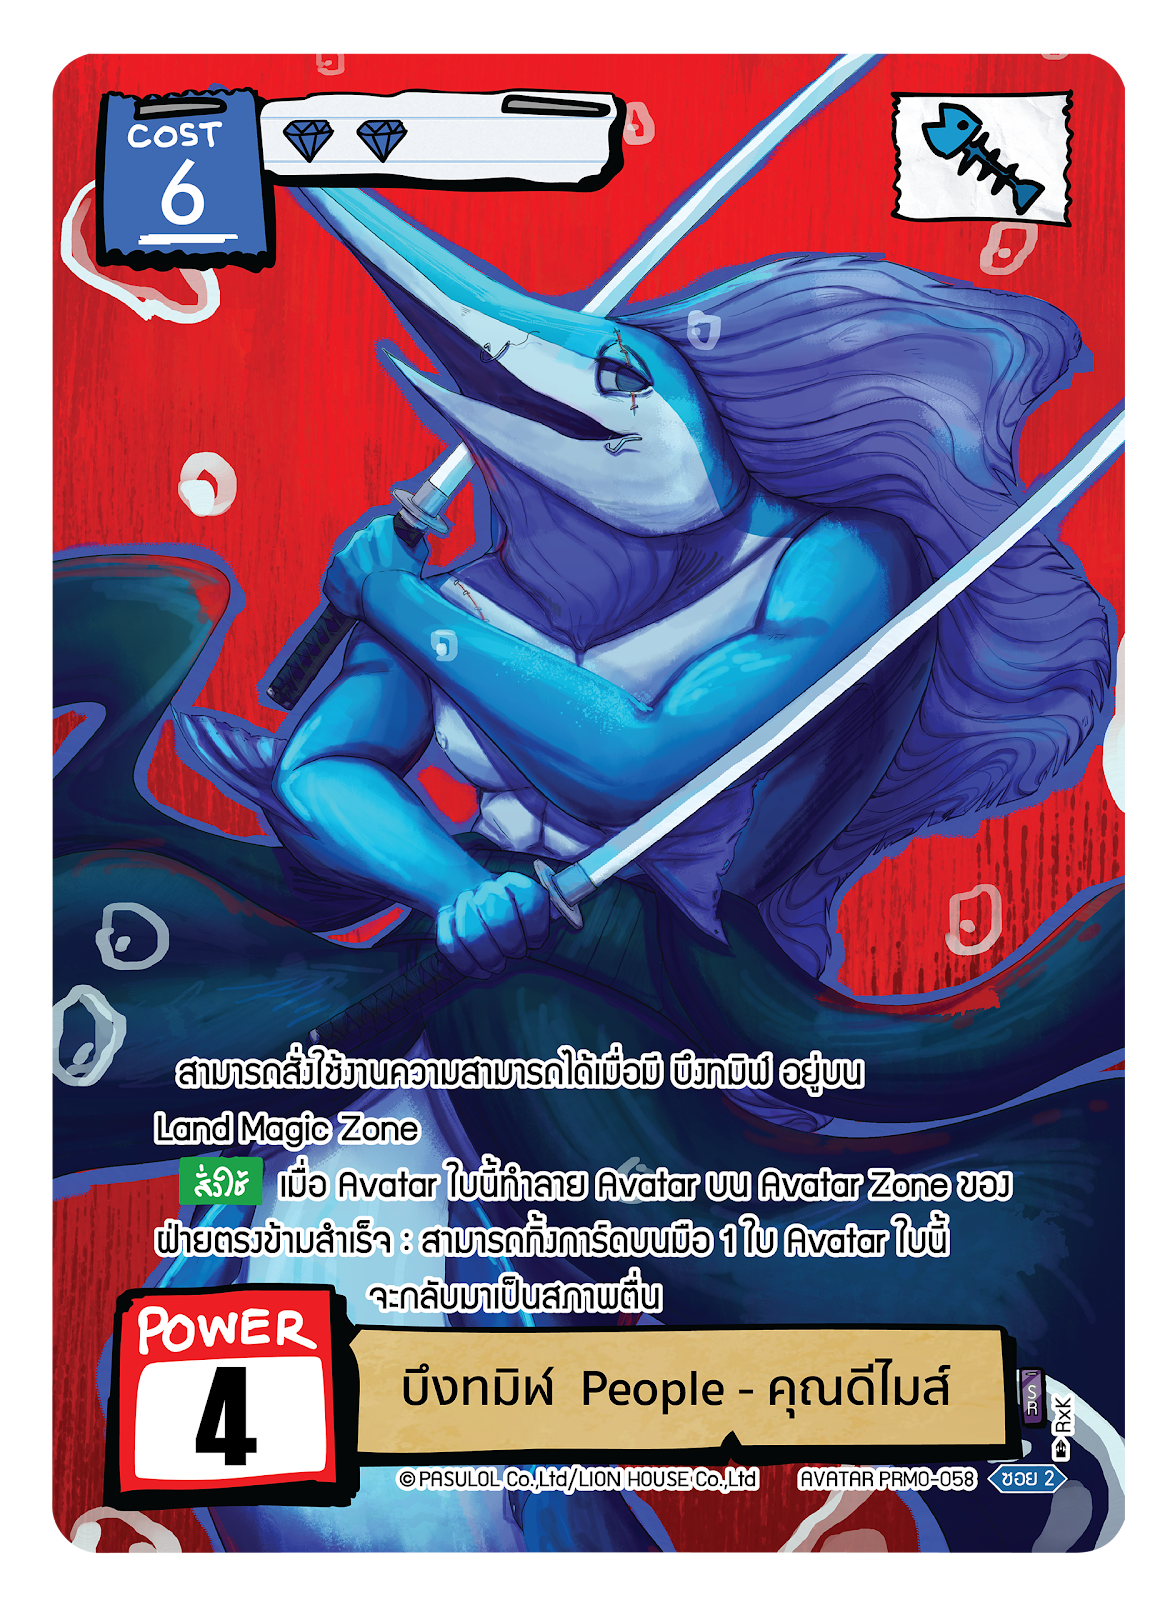 COST
6
สามารถสั่งใช้งานความสามารถได้เมื่อมี บึงทมิฬ อยู่บน
Land Magic Zone
สั่งใช้ เมื่อ Avatar ใบนี้ทำลาย Avatar บน Avatar Zone ของ
ฝ่ายตรงข้ามสำเร็จ : สามารถทิ้งการ์ดบนมือ 1 ใบ Avatar ใบนี้
จะกลับมาเป็นสภาพตื่น
POWER
4
บึงทมิฬ People - คุณดีไมส์
SR
RxK
© PASULOL Co.,Ltd/LION HOUSE Co.,Ltd AVATAR PRMO-058 ซอย 2